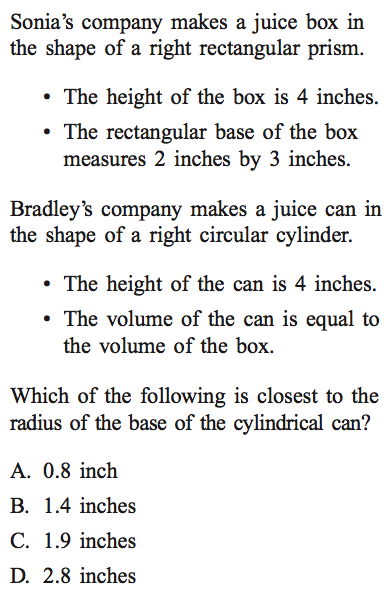 Sonia’s company makes a juice box in
the shape of a right rectangular prism.
• The height of the box is 4 inches.
• The rectangular base of the box
measures 2 inches by 3 inches.
Bradley’s company makes a juice can in
the shape of a right circular cylinder.
• The height of the can is 4 inches.
• The volume of the can is equal to
the volume of the box.
Which of the following is closest to the
radius of the base of the cylindrical can?
A. 0.8 inch
B. 1.4 inches
C. 1.9 inches
D. 2.8 inches